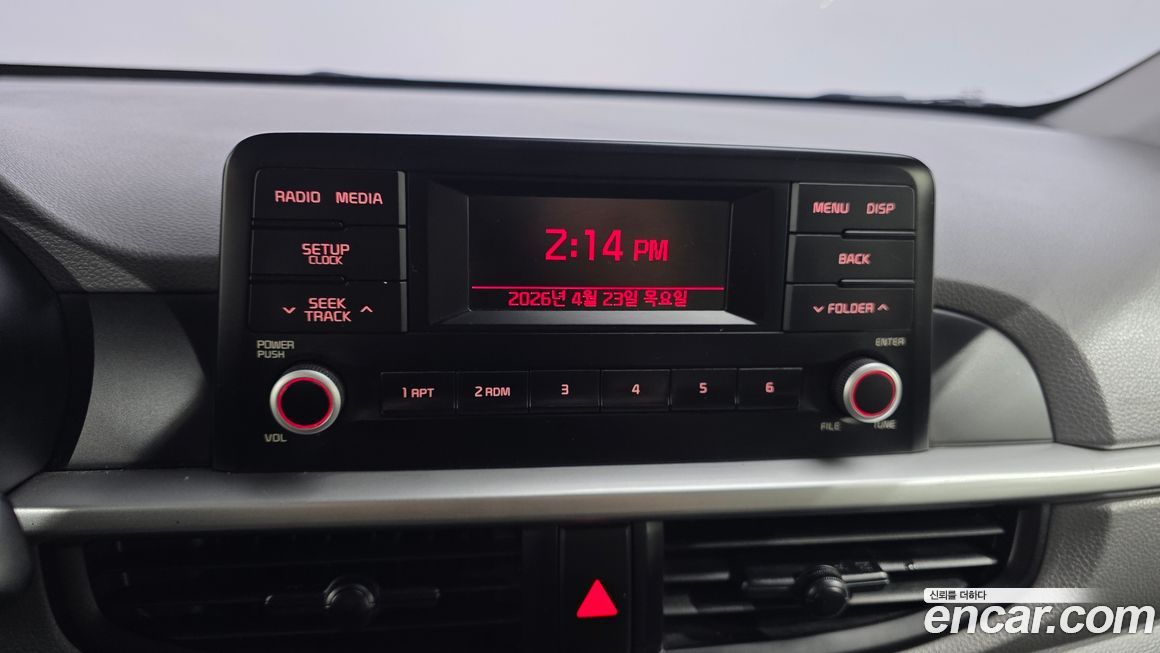 RADIO MEDIA
SETUP
CLOCK
SEEK
TRACK
2:14 PM
2026년 4월 23일 목요일
MENU DISP
BACK
FOLDER
POWER
PUSH
VOL
1 RPT
2 RDM
3
4
5
6
ENTER
FILE
TUNE
신뢰를 더하다
encar.com